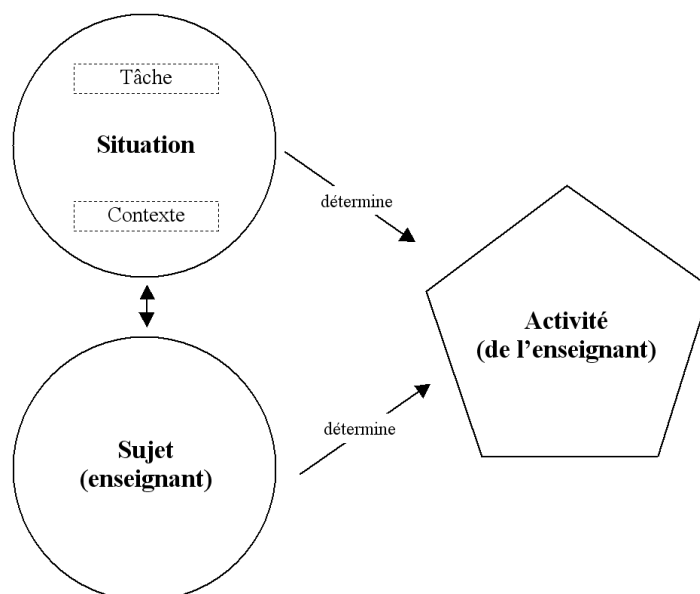 Tâche
Situation
Contexte
détermine
Activité
(de l’enseignant)
détermine
Sujet
(enseignant)